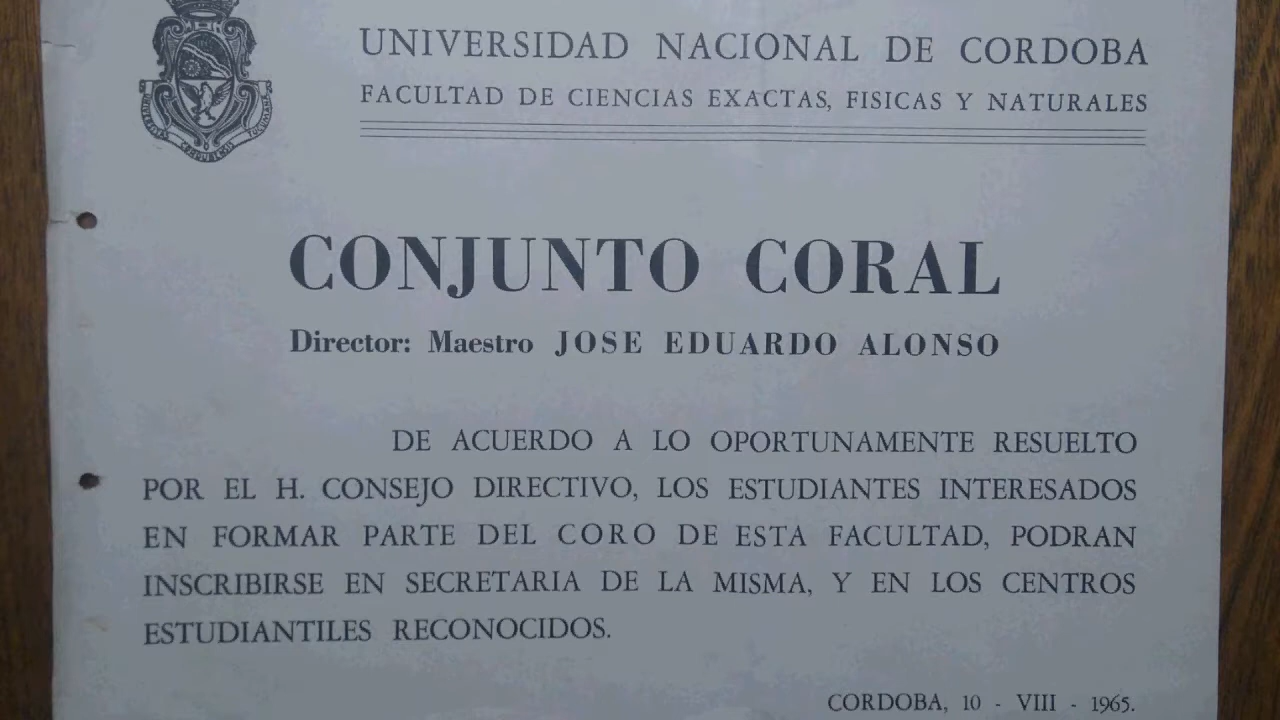 UNIVERSIDAD NACIONAL DE CORDOBA
FACULTAD DE CIENCIAS EXACTAS, FISICAS Y NATURALES
CONJUNTO CORAL
Director: Maestro JOSE EDUARDO ALONSO
DE ACUERDO A LO OPORTUNAMENTE RESUELTO
POR EL H. CONSEJO DIRECTIVO, LOS ESTUDIANTES INTERESADOS
EN FORMAR PARTE DEL CORO DE ESTA FACULTAD, PODRAN
INSCRIBIRSE EN SECRETARIA DE LA MISMA, Y EN LOS CENTROS
ESTUDIANTILES RECONOCIDOS.
CORDOBA, 10 - VIII - 1965.